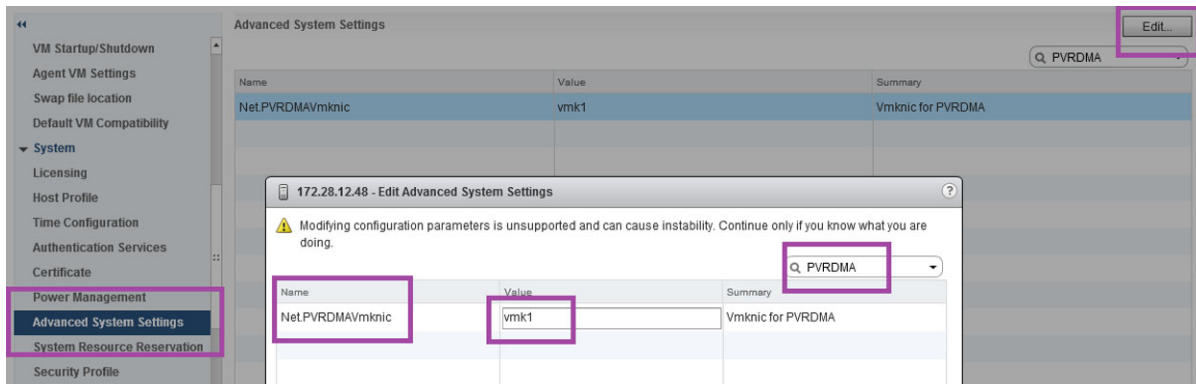 Advanced System Settings
Edit...
PVRDMA
VM Startup/Shutdown
Agent VM Settings
Swap file location
Default VM Compatibility
System
Licensing
Host Profile
Time Configuration
Authentication Services
Certificate
Power Management
Advanced System Settings
System Resource Reservation
Security Profile
Name Value Summary
Net.PVRDMAVmknic vmk1 Vmknic for PVRDMA
172.28.12.48 - Edit Advanced System Settings
?
Modifying configuration parameters is unsupported and can cause instability. Continue only if you know what you are
doing.
PVRDMA
Name Value Summary
Net.PVRDMAVmknic vmk1 Vmknic for PVRDMA